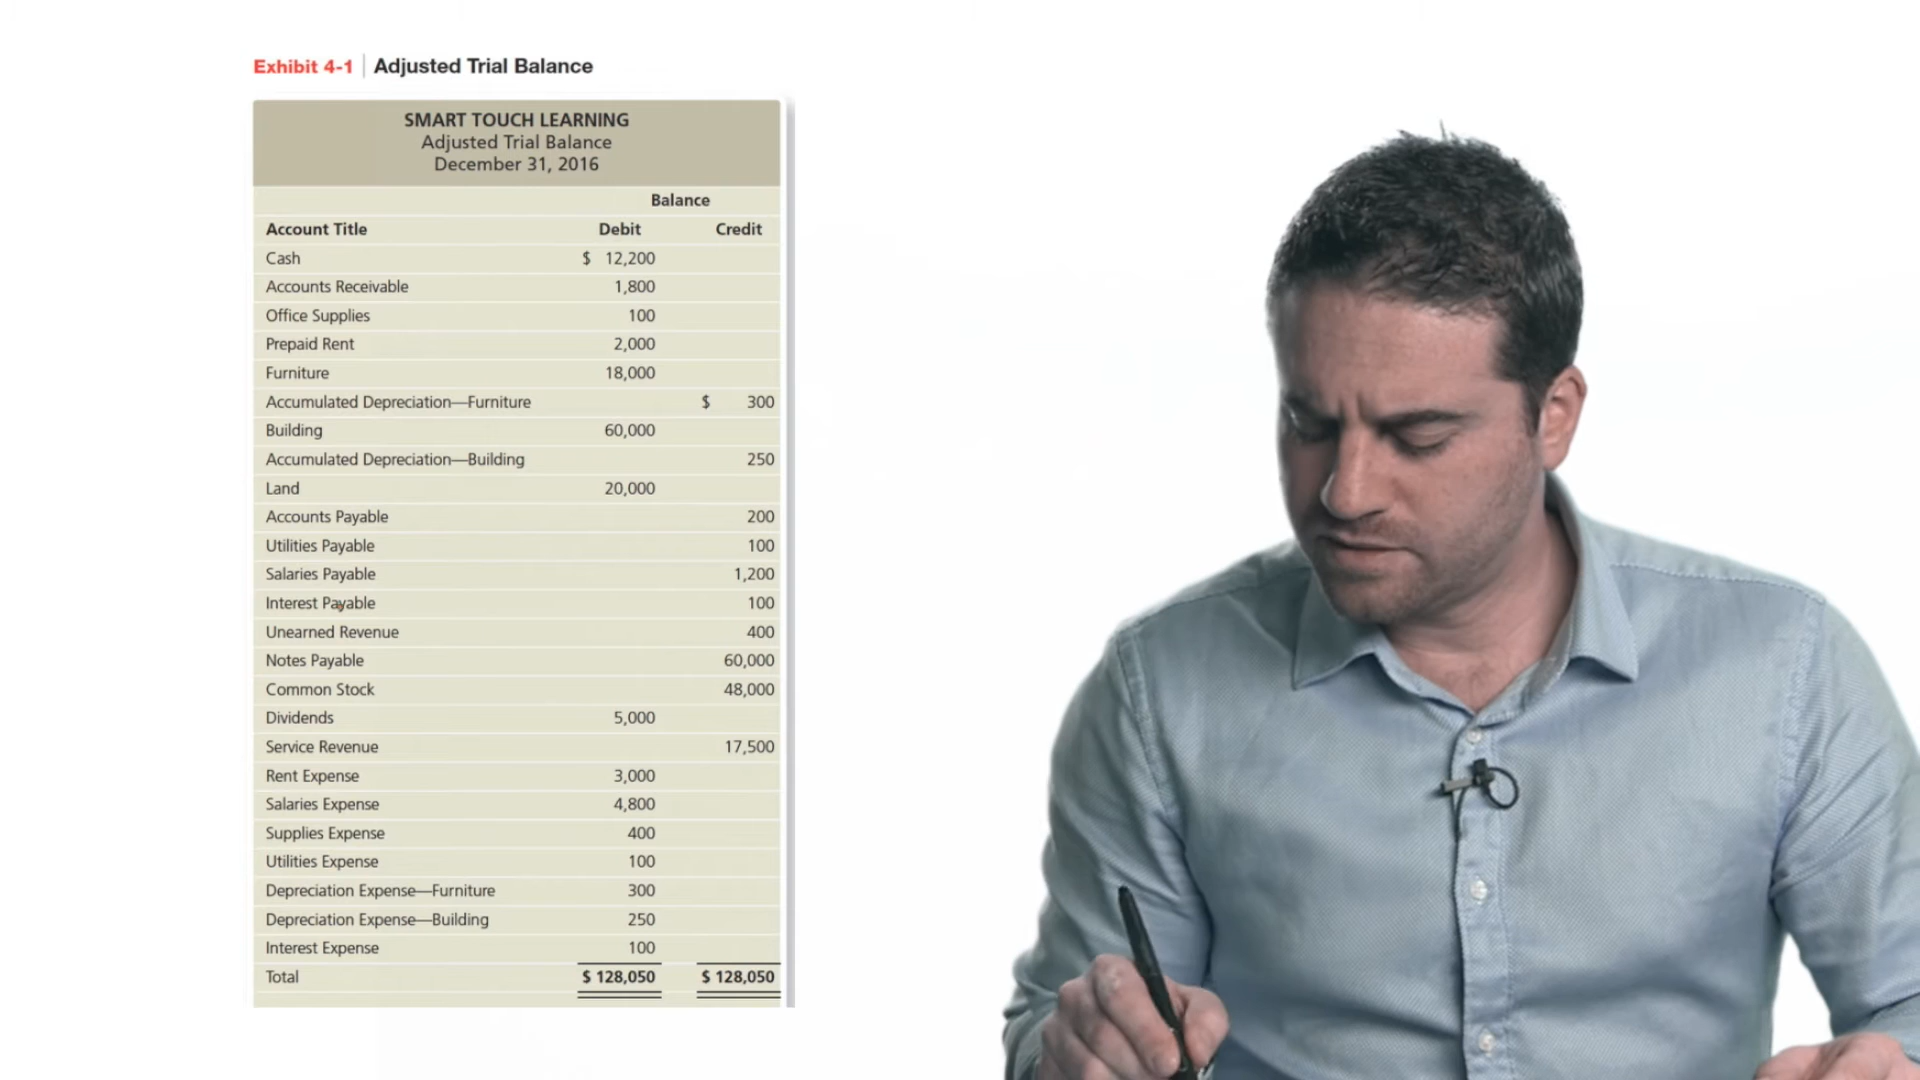 Exhibit 4-1 | Adjusted Trial Balance
SMART TOUCH LEARNING
Adjusted Trial Balance
December 31, 2016
Balance
Account Title Debit Credit
Cash $ 12,200
Accounts Receivable 1,800
Office Supplies 100
Prepaid Rent 2,000
Furniture 18,000
Accumulated Depreciation—Furniture $ 300
Building 60,000
Accumulated Depreciation—Building 250
Land 20,000
Accounts Payable 200
Utilities Payable 100
Salaries Payable 1,200
Interest Payable 100
Unearned Revenue 400
Notes Payable 60,000
Common Stock 48,000
Dividends 5,000
Service Revenue 17,500
Rent Expense 3,000
Salaries Expense 4,800
Supplies Expense 400
Utilities Expense 100
Depreciation Expense—Furniture 300
Depreciation Expense—Building 250
Interest Expense 100
Total $ 128,050 $ 128,050